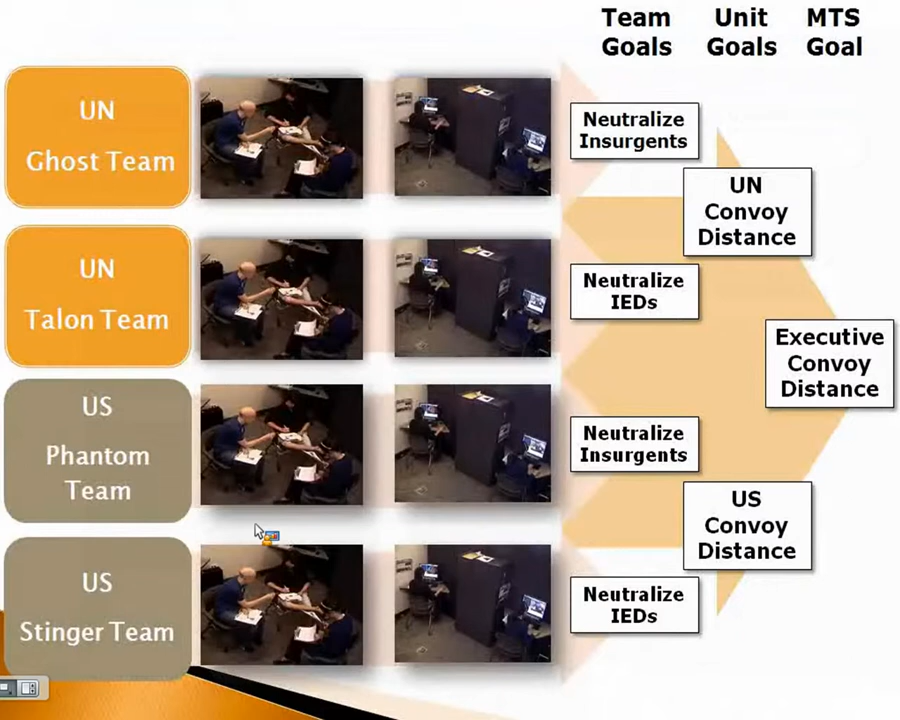 Team Goals
Unit Goals
MTS Goal
UN
Ghost Team
Neutralize
Insurgents
UN
Convoy
Distance
UN
Talon Team
Neutralize
IEDs
Executive
Convoy
Distance
US
Phantom
Team
Neutralize
Insurgents
US
Convoy
Distance
US
Stinger Team
Neutralize
IEDs